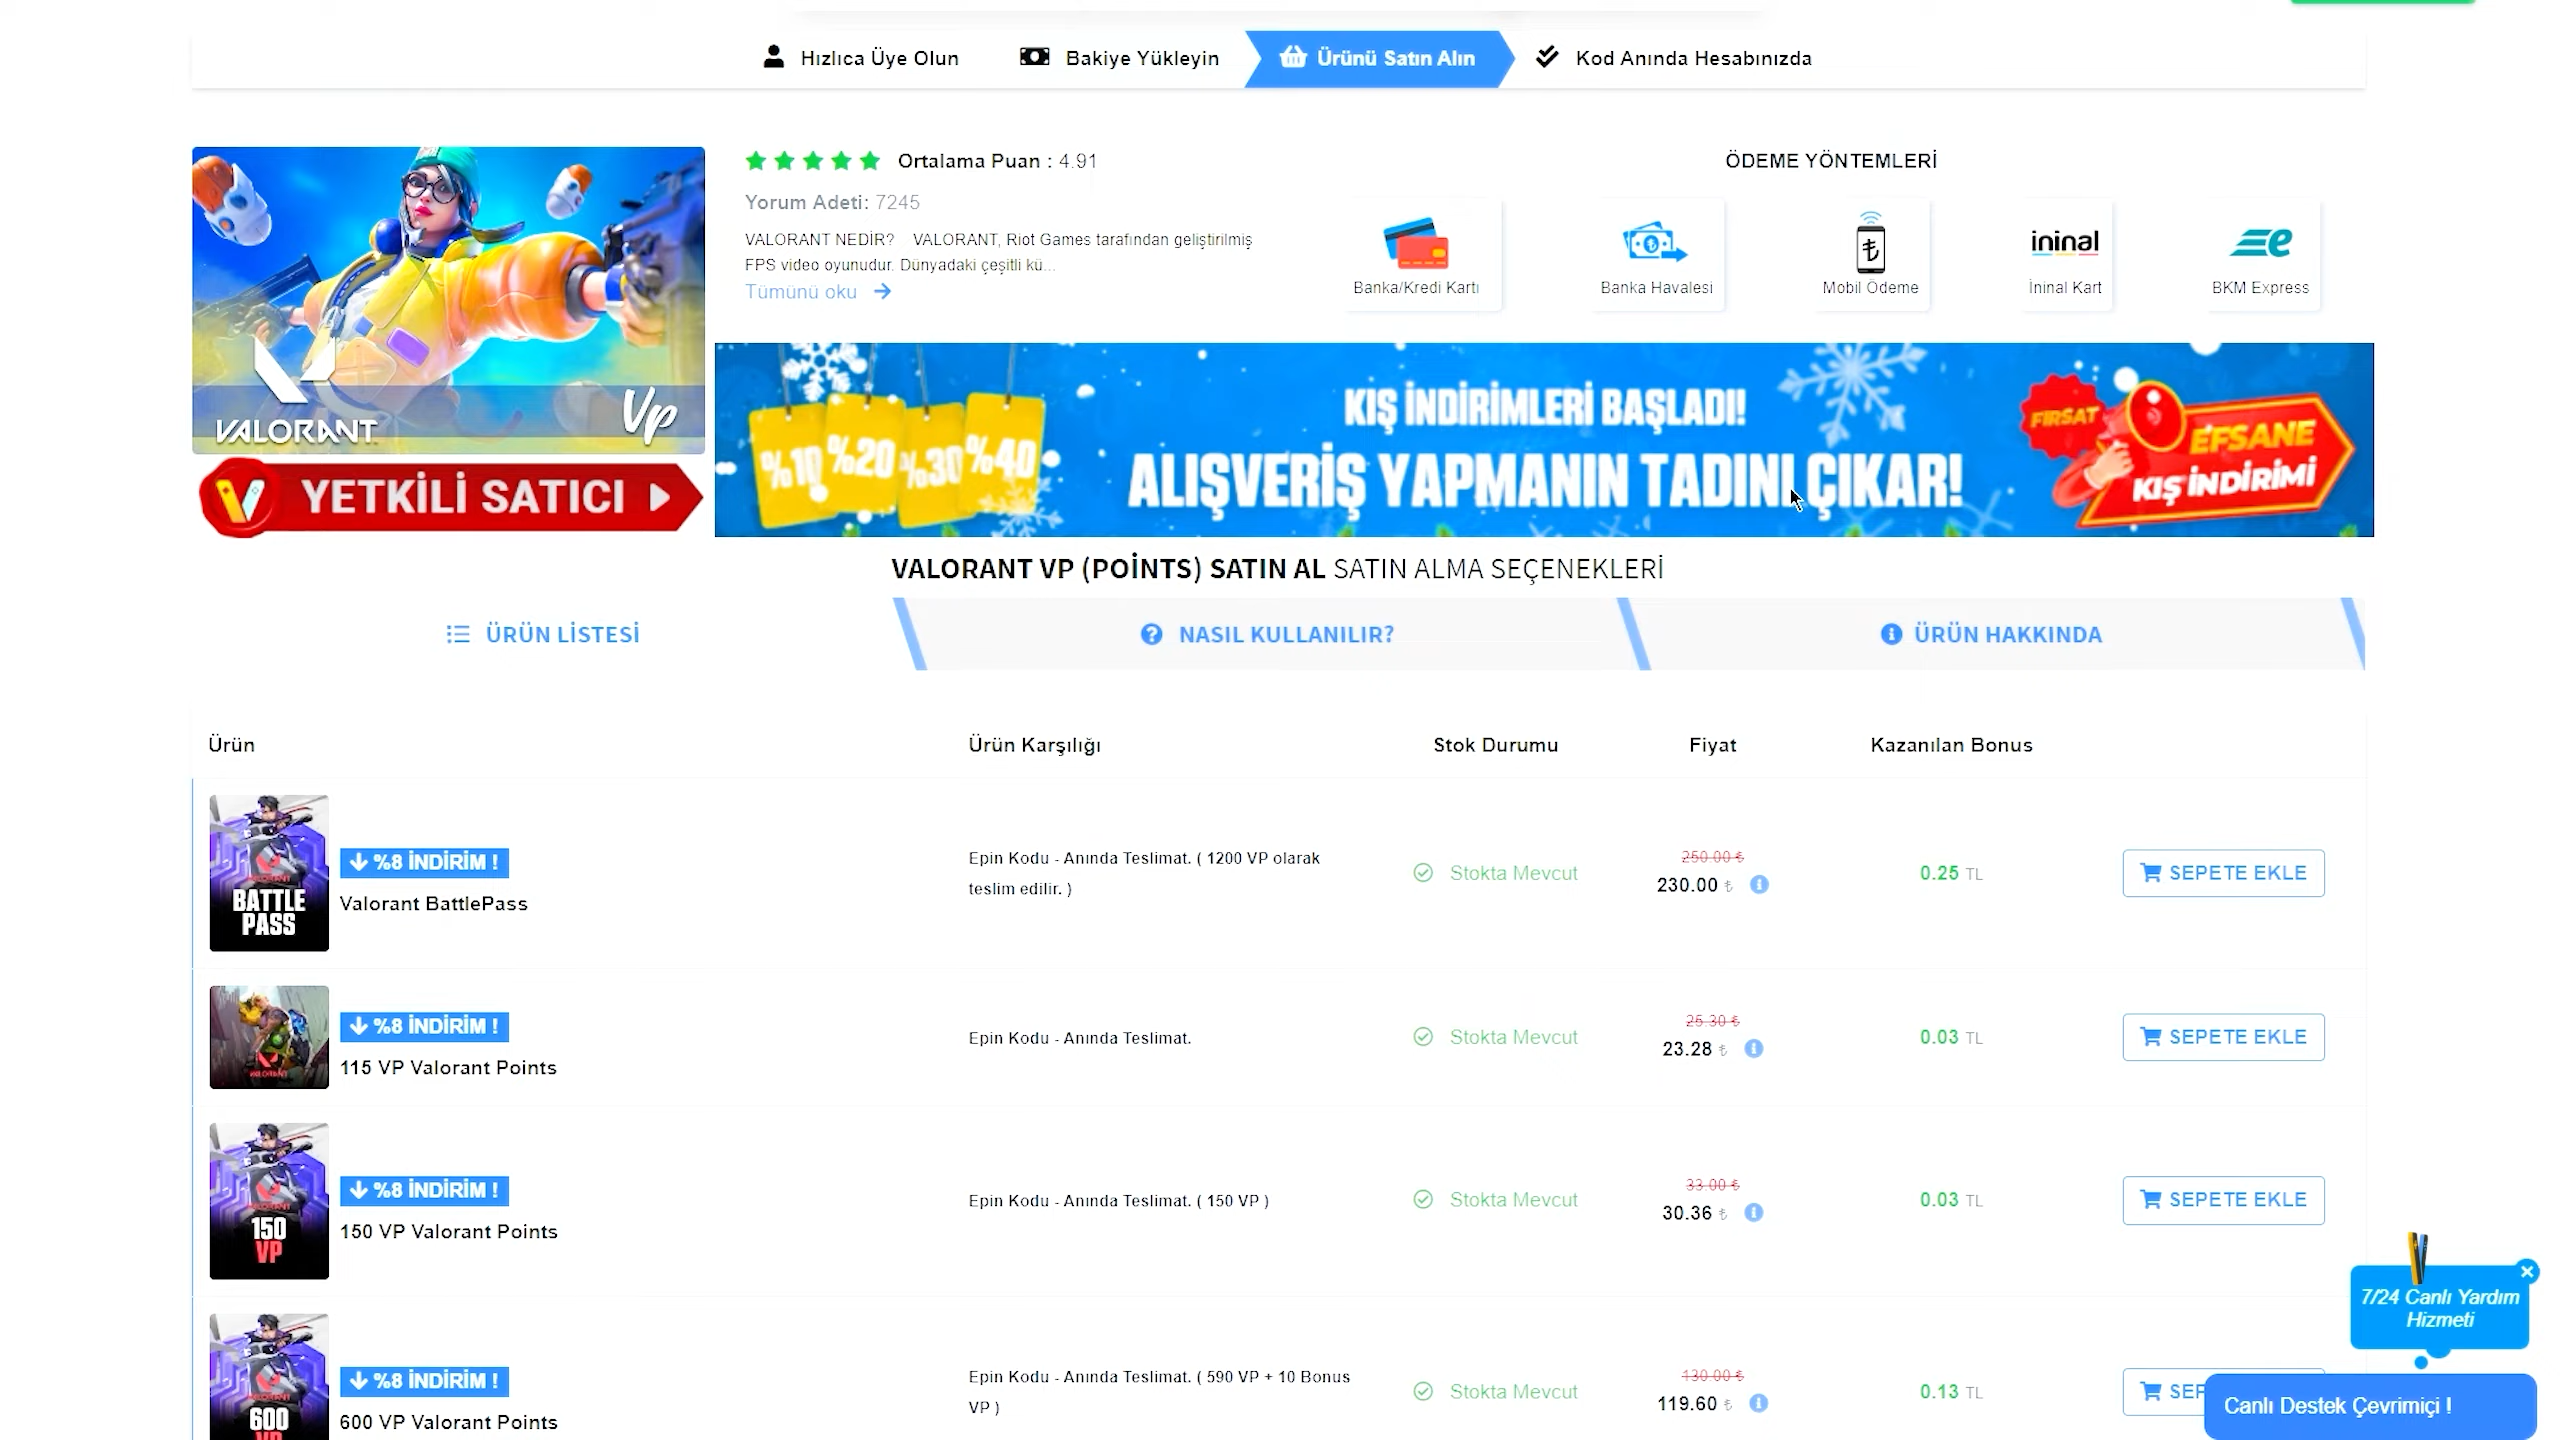 Hızlıca Üye Olun
Bakiye Yükleyin
Ürünü Satın Alın
Kod Anında Hesabınızda
VALORANT
Vp
YETKİLİ SATICI
Ortalama Puan : 4.91
Yorum Adeti: 7245
VALORANT NEDİR? VALORANT, Riot Games tarafından geliştirilmiş
FPS video oyunudur. Dünyadaki çeşitli kü...
Tümünü oku
ÖDEME YÖNTEMLERİ
ininal
Banka/Kredi Kartı
Banka Havalesi
Mobil Ödeme
İninal Kart
BKM Express
%10 %20 %30 %40
KIŞ İNDİRİMLERİ BAŞLADI!
ALIŞVERİŞ YAPMANIN TADINI ÇIKAR!
FIRSAT
EFSANE
KIŞ İNDİRİMİ
VALORANT VP (POİNTS) SATIN AL SATIN ALMA SEÇENEKLERİ
ÜRÜN LİSTESİ
NASIL KULLANILIR?
ÜRÜN HAKKINDA
Ürün
Ürün Karşılığı
Stok Durumu
Fiyat
Kazanılan Bonus
BATTLE
PASS
%8 İNDİRİM !
Valorant BattlePass
Epin Kodu - Anında Teslimat. ( 1200 VP olarak
teslim edilir. )
Stokta Mevcut
250.00 ₺
230.00 ₺
0.25 TL
SEPETE EKLE
%8 İNDİRİM !
115 VP Valorant Points
Epin Kodu - Anında Teslimat.
Stokta Mevcut
25.30 ₺
23.28 ₺
0.03 TL
SEPETE EKLE
150
VP
%8 İNDİRİM !
150 VP Valorant Points
Epin Kodu - Anında Teslimat. ( 150 VP )
Stokta Mevcut
33.00 ₺
30.36 ₺
0.03 TL
SEPETE EKLE
600
VP
%8 İNDİRİM !
600 VP Valorant Points
Epin Kodu - Anında Teslimat. ( 590 VP + 10 Bonus
VP )
Stokta Mevcut
130.00 ₺
119.60 ₺
0.13 TL
7/24 Canlı Yardım
Hizmeti
Canlı Destek Çevrimiçi !